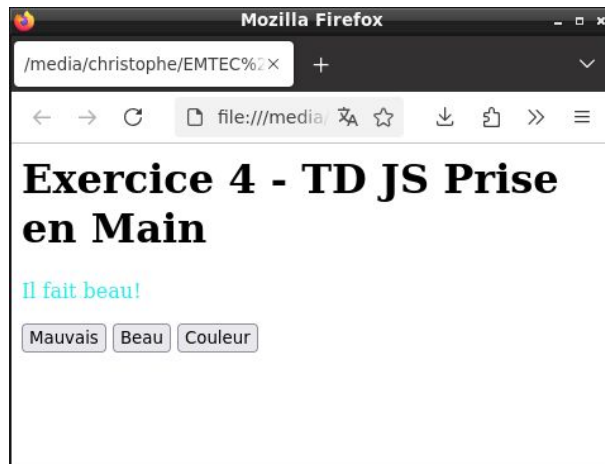 Mozilla Firefox
/media/christophe/EMTEC%2
file:///media/
Exercice 4 - TD JS Prise
en Main
Il fait beau!
Mauvais Beau Couleur